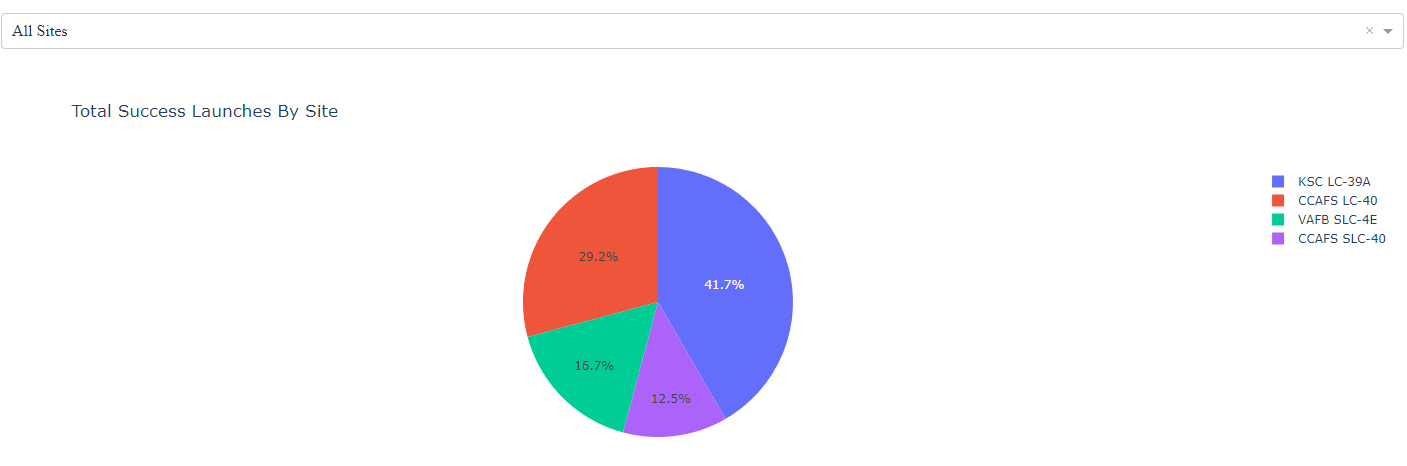 All Sites
Total Success Launches By Site
KSC LC-39A
CCAFS LC-40
VAFB SLC-4E
CCAFS SLC-40
29.2%
41.7%
16.7%
12.5%